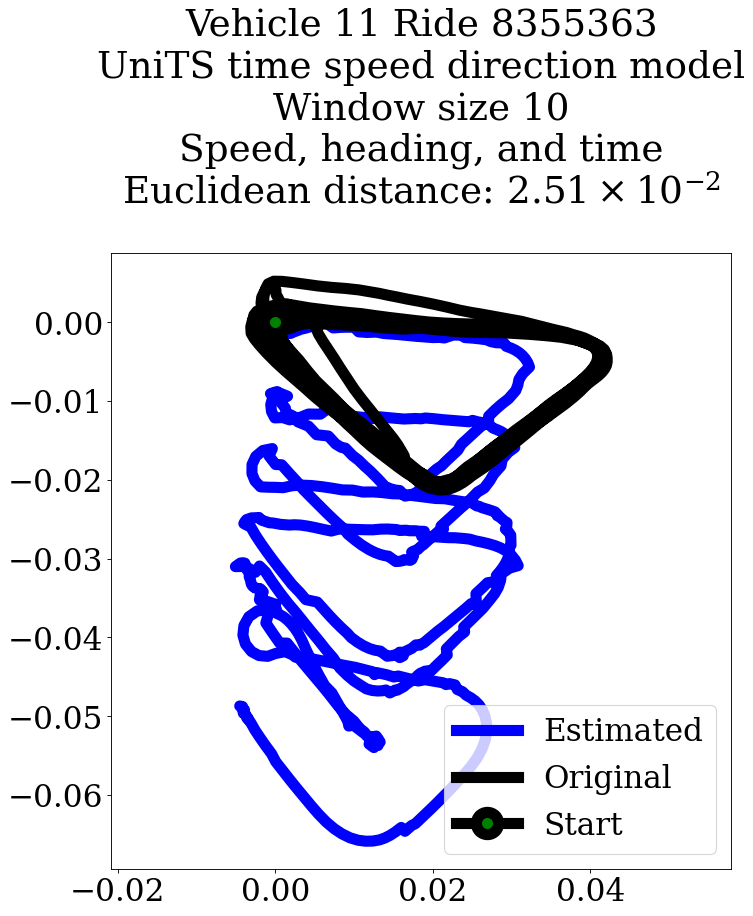 Vehicle 11 Ride 8355363
UniTS time speed direction model
Window size 10
Speed, heading, and time
Euclidean distance: 2.51 × 10⁻²
0.00
−0.01
−0.02
−0.03
−0.04
−0.05
−0.06
Estimated
Original
Start
−0.02 0.00 0.02 0.04